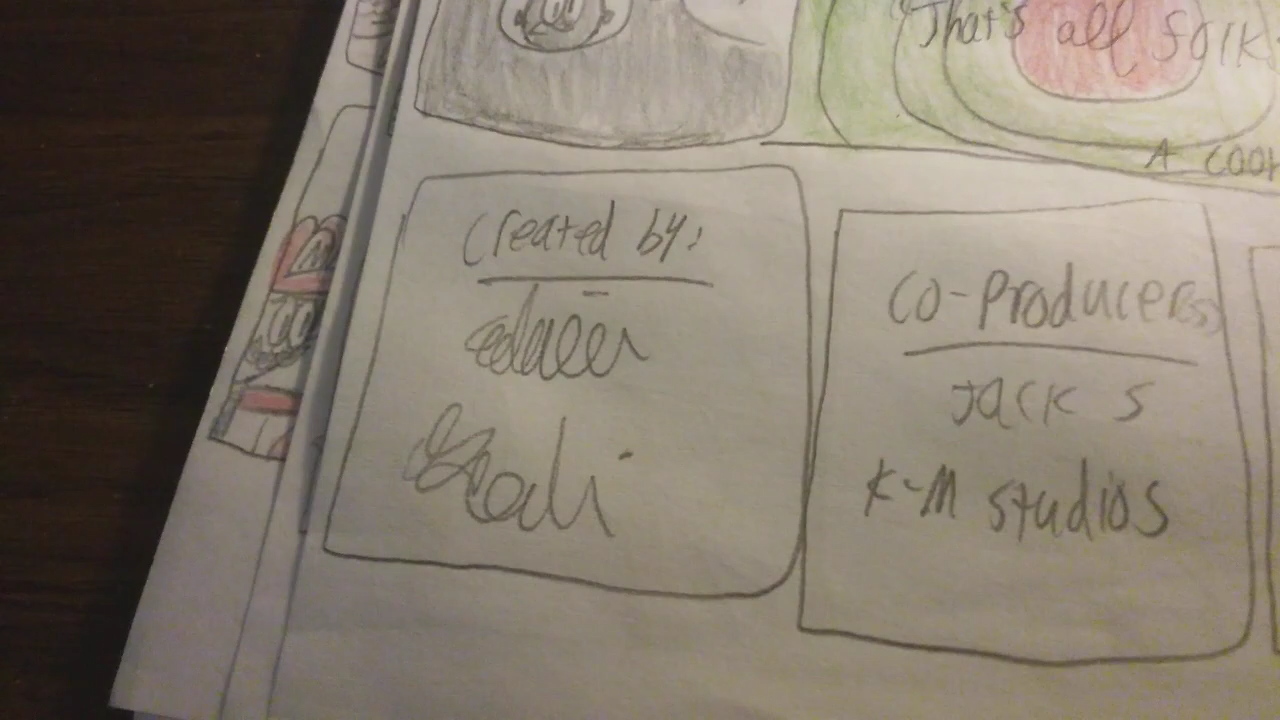 That's all folk
A coo
Created by:
Co-Producers
Jack S
K-M Studios